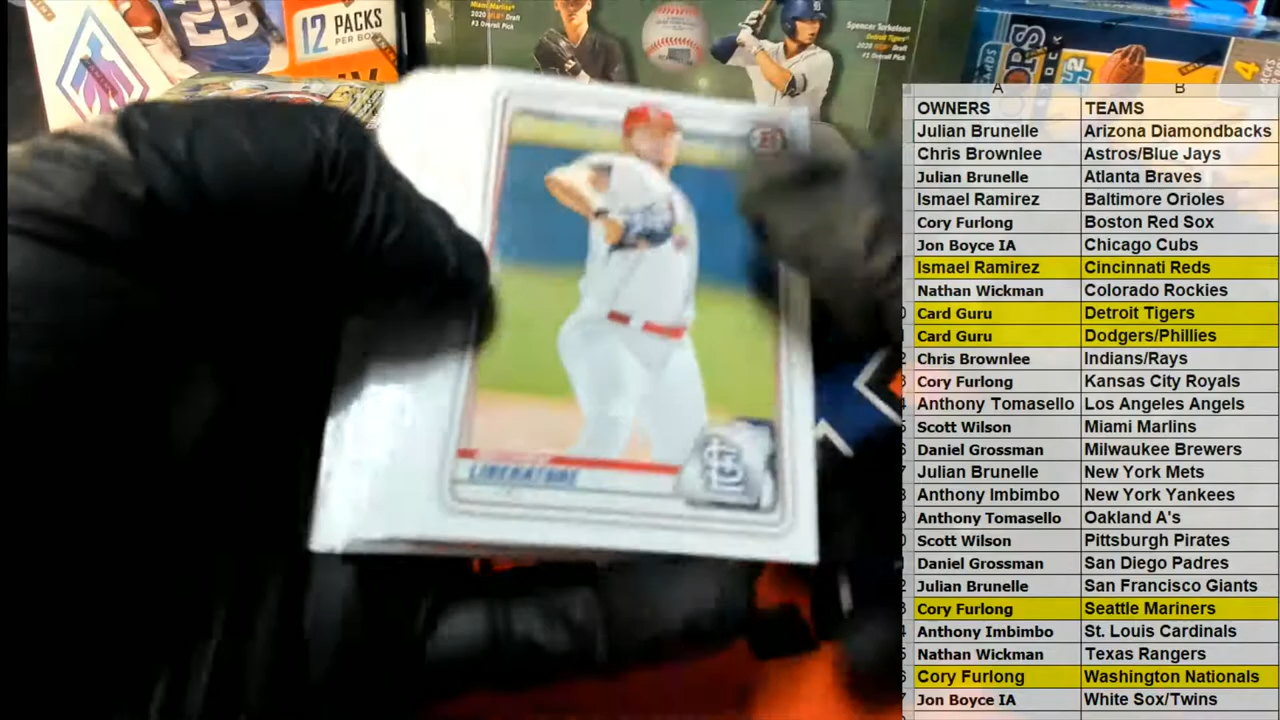 12 PACKS
PER BOX
Miami Marlins
2020 Draft
#3 Overall Pick
Spencer Torkelson
Detroit Tigers
2020 Draft
#1 Overall Pick
LIBERATORE
A B
OWNERS TEAMS
Julian Brunelle Arizona Diamondbacks
Chris Brownlee Astros/Blue Jays
Julian Brunelle Atlanta Braves
Ismael Ramirez Baltimore Orioles
Cory Furlong Boston Red Sox
Jon Boyce IA Chicago Cubs
Ismael Ramirez Cincinnati Reds
Nathan Wickman Colorado Rockies
Card Guru Detroit Tigers
Card Guru Dodgers/Phillies
Chris Brownlee Indians/Rays
Cory Furlong Kansas City Royals
Anthony Tomasello Los Angeles Angels
Scott Wilson Miami Marlins
Daniel Grossman Milwaukee Brewers
Julian Brunelle New York Mets
Anthony Imbimbo New York Yankees
Anthony Tomasello Oakland A's
Scott Wilson Pittsburgh Pirates
Daniel Grossman San Diego Padres
Julian Brunelle San Francisco Giants
Cory Furlong Seattle Mariners
Anthony Imbimbo St. Louis Cardinals
Nathan Wickman Texas Rangers
Cory Furlong Washington Nationals
Jon Boyce IA White Sox/Twins